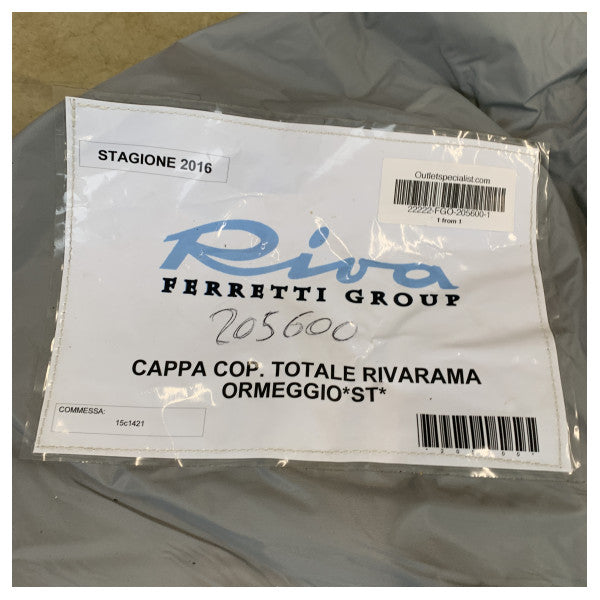 STAGIONE 2016
Outletspecialist.com
22222-FGO-205600-1
1 from 1
Riva
FERRETTI GROUP
205600
CAPPA COP. TOTALE RIVARAMA
ORMEGGIO*ST*
COMMESSA:
15c1421